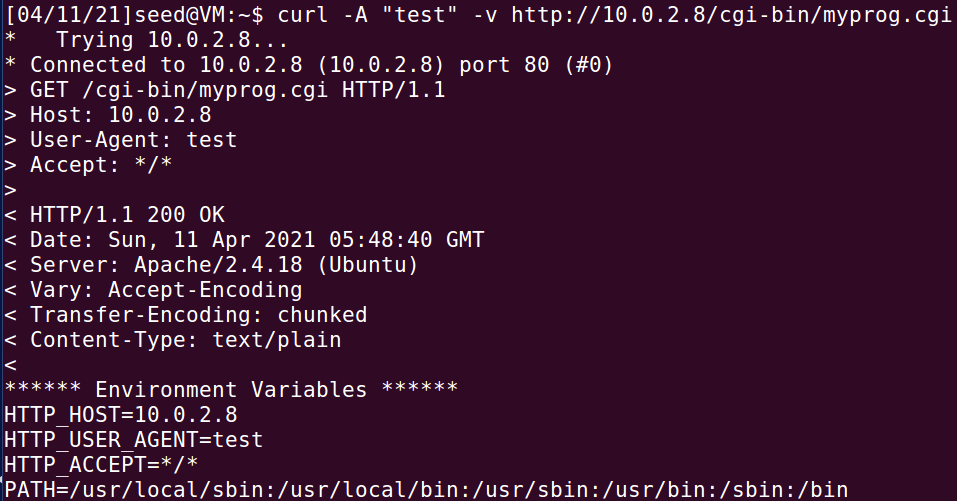 [04/11/21]seed@VM:~$ curl -A "test" -v http://10.0.2.8/cgi-bin/myprog.cgi
*   Trying 10.0.2.8...
* Connected to 10.0.2.8 (10.0.2.8) port 80 (#0)
> GET /cgi-bin/myprog.cgi HTTP/1.1
> Host: 10.0.2.8
> User-Agent: test
> Accept: */*
>
< HTTP/1.1 200 OK
< Date: Sun, 11 Apr 2021 05:48:40 GMT
< Server: Apache/2.4.18 (Ubuntu)
< Vary: Accept-Encoding
< Transfer-Encoding: chunked
< Content-Type: text/plain
<
****** Environment Variables ******
HTTP_HOST=10.0.2.8
HTTP_USER_AGENT=test
HTTP_ACCEPT=*/*
PATH=/usr/local/sbin:/usr/local/bin:/usr/sbin:/usr/bin:/sbin:/bin